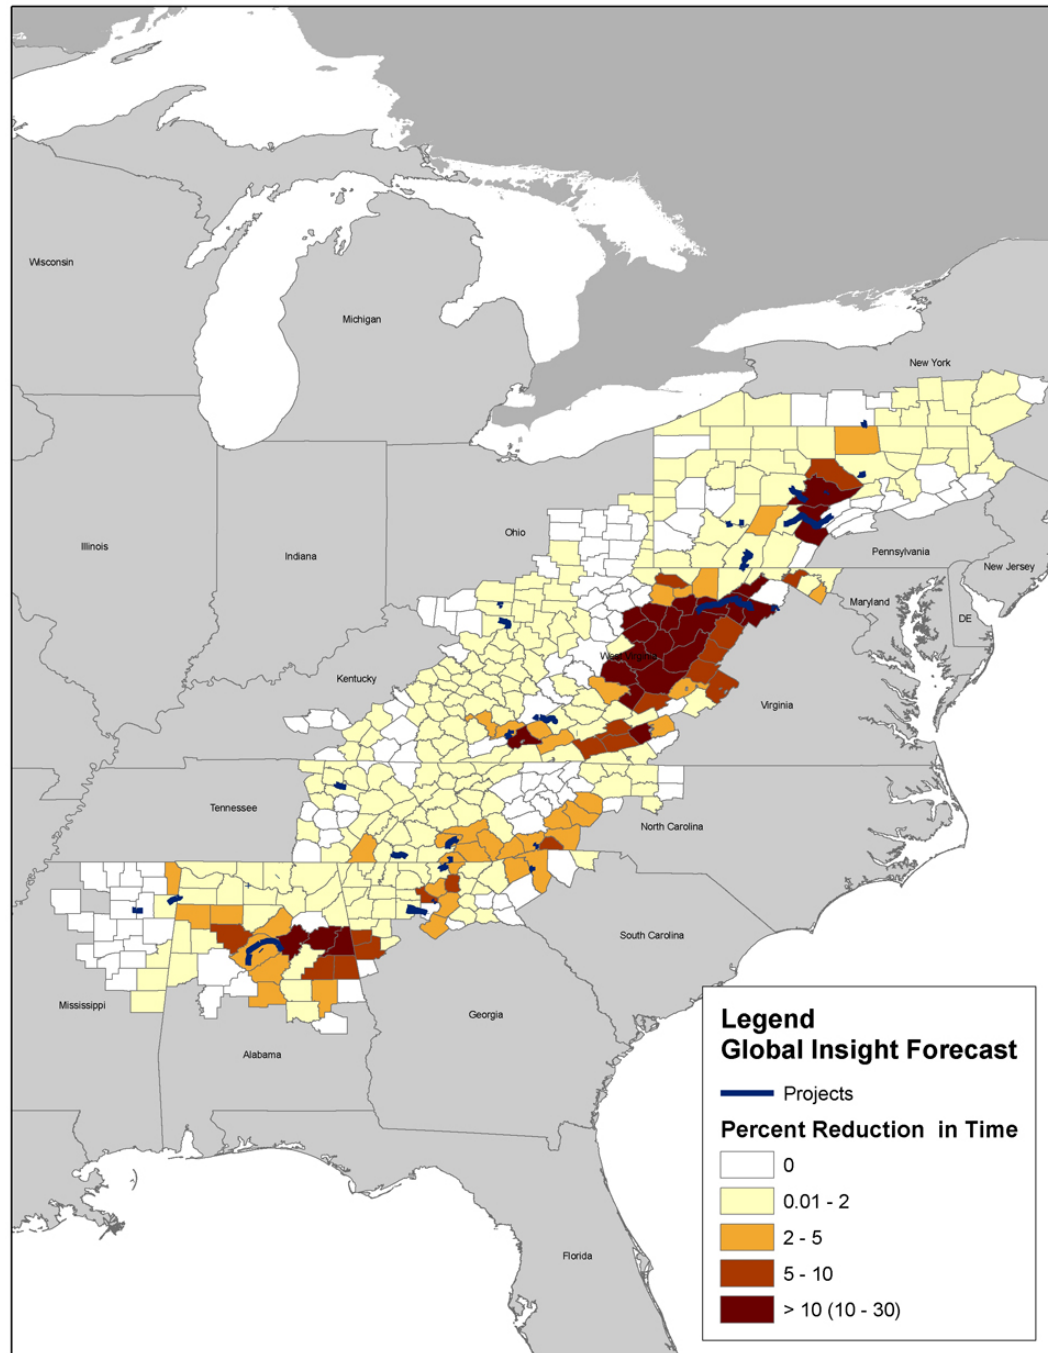 Wisconsin
Michigan
New York
Illinois
Indiana
Ohio
Pennsylvania
New Jersey
Maryland
DE
West Virginia
Kentucky
Virginia
Tennessee
North Carolina
South Carolina
Mississippi
Alabama
Georgia
Florida
Legend
Global Insight Forecast
Projects
Percent Reduction in Time
0
0.01 - 2
2 - 5
5 - 10
> 10 (10 - 30)